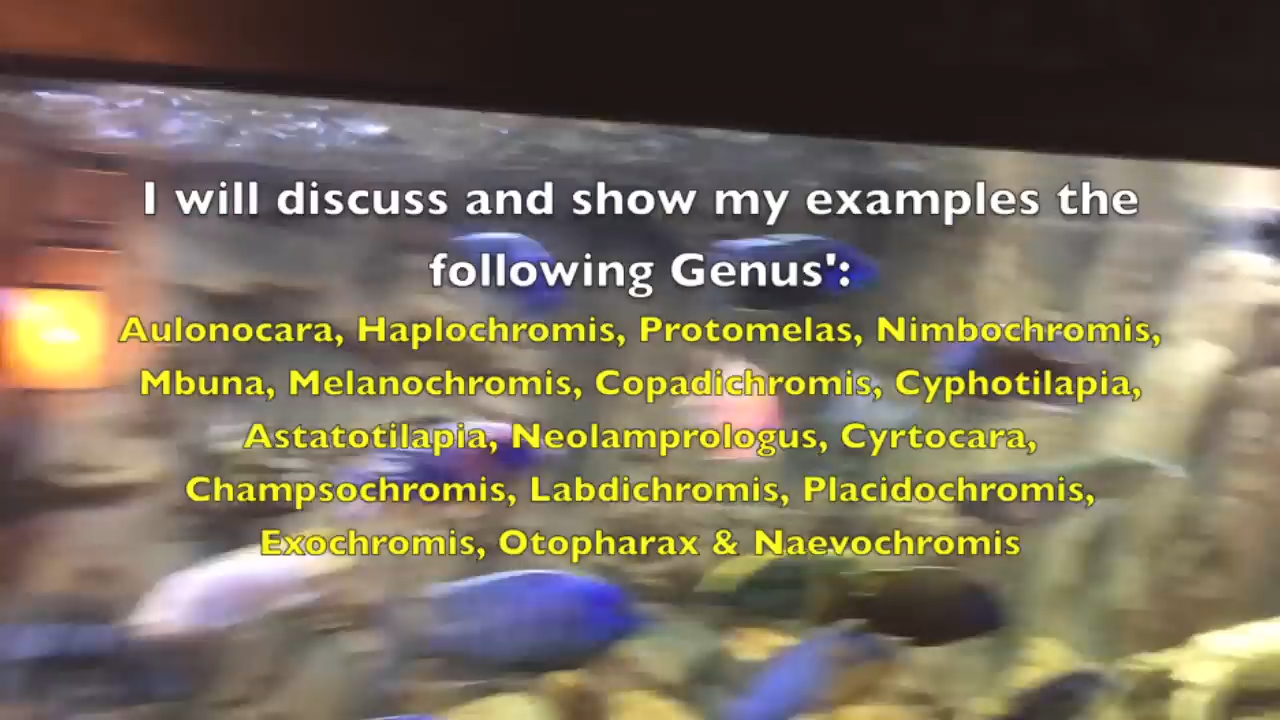 I will discuss and show my examples the
following Genus':
Aulonocara, Haplochromis, Protomelas, Nimbochromis,
Mbuna, Melanochromis, Copadichromis, Cyphotilapia,
Astatotilapia, Neolamprologus, Cyrtocara,
Champsochromis, Labdichromis, Placidochromis,
Exochromis, Otopharax & Naevochromis